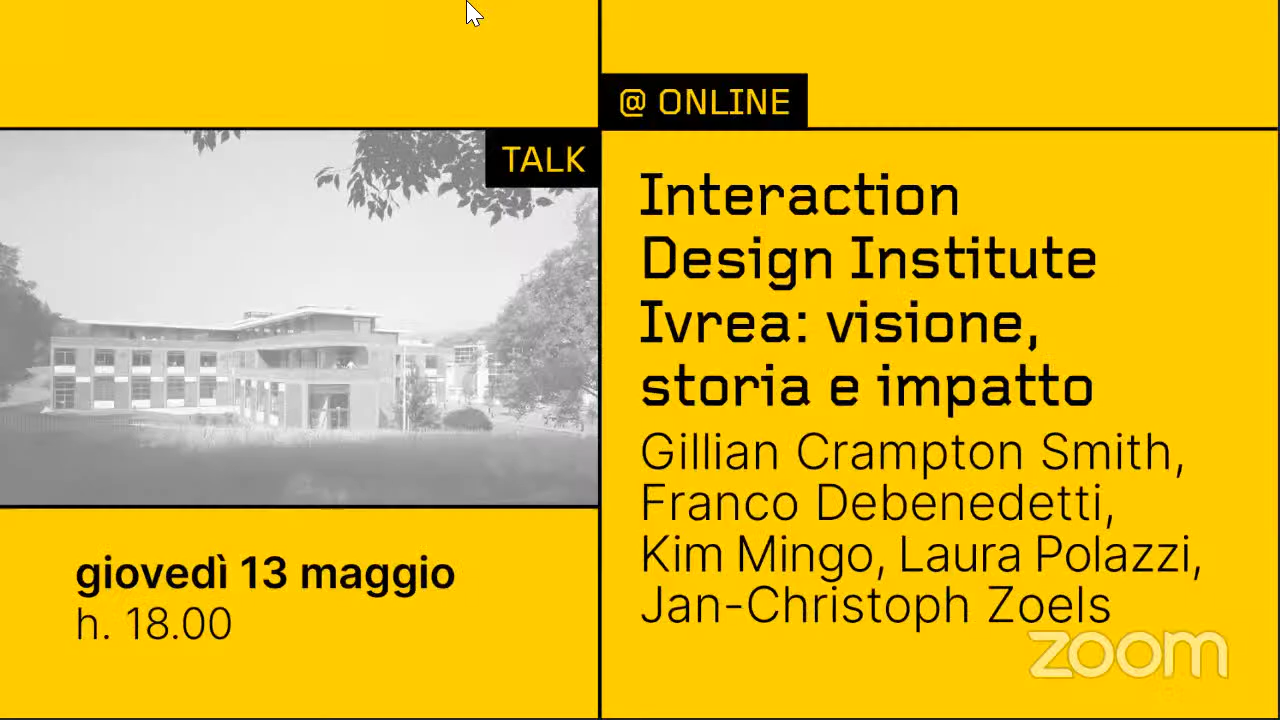 @ ONLINE
TALK
Interaction
Design Institute
Ivrea: visione,
storia e impatto
Gillian Crampton Smith,
Franco Debenedetti,
Kim Mingo, Laura Polazzi,
Jan-Christoph Zoels
giovedì 13 maggio
h. 18.00
zoom